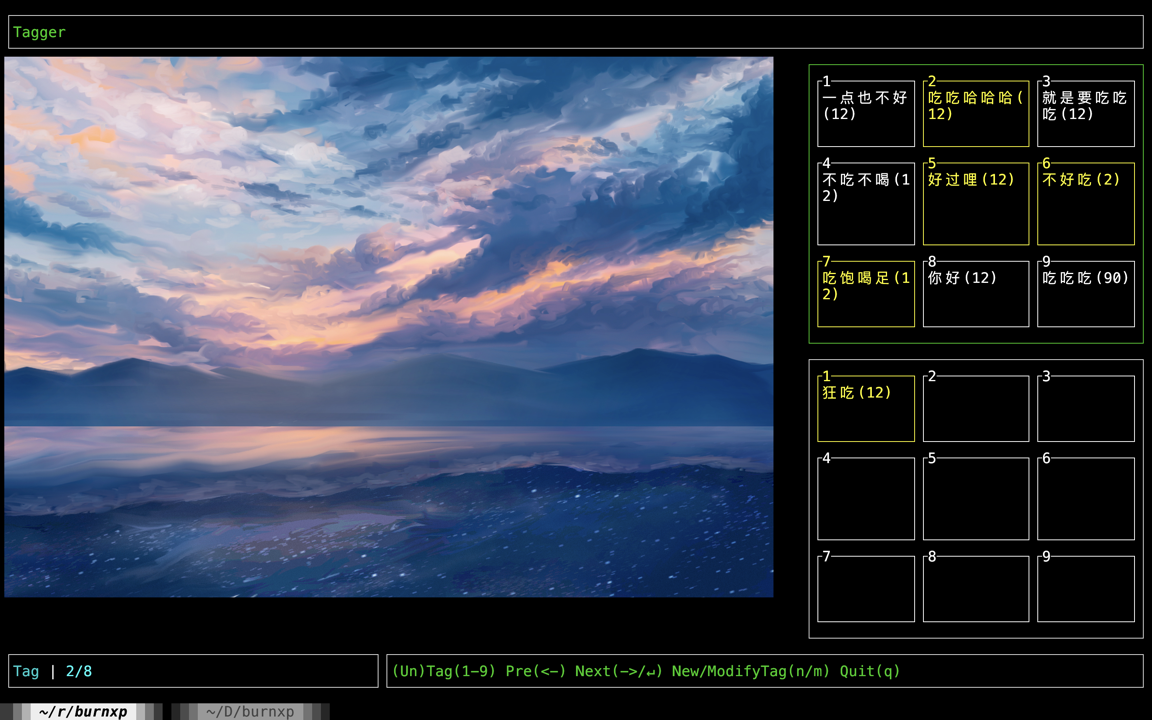 Tagger
1
一点也不好
(12)
2
吃吃哈哈哈(
12)
3
就是要吃吃
吃(12)
4
不吃不喝(1
2)
5
好过哩(12)
6
不好吃(2)
7
吃饱喝足(1
2)
8
你好(12)
9
吃吃吃(90)
1
狂吃(12)
2
3
4
5
6
7
8
9
Tag | 2/8
(Un)Tag(1-9) Pre(<-) Next(->/↵) New/ModifyTag(n/m) Quit(q)
~/r/burnxp
~/D/burnxp